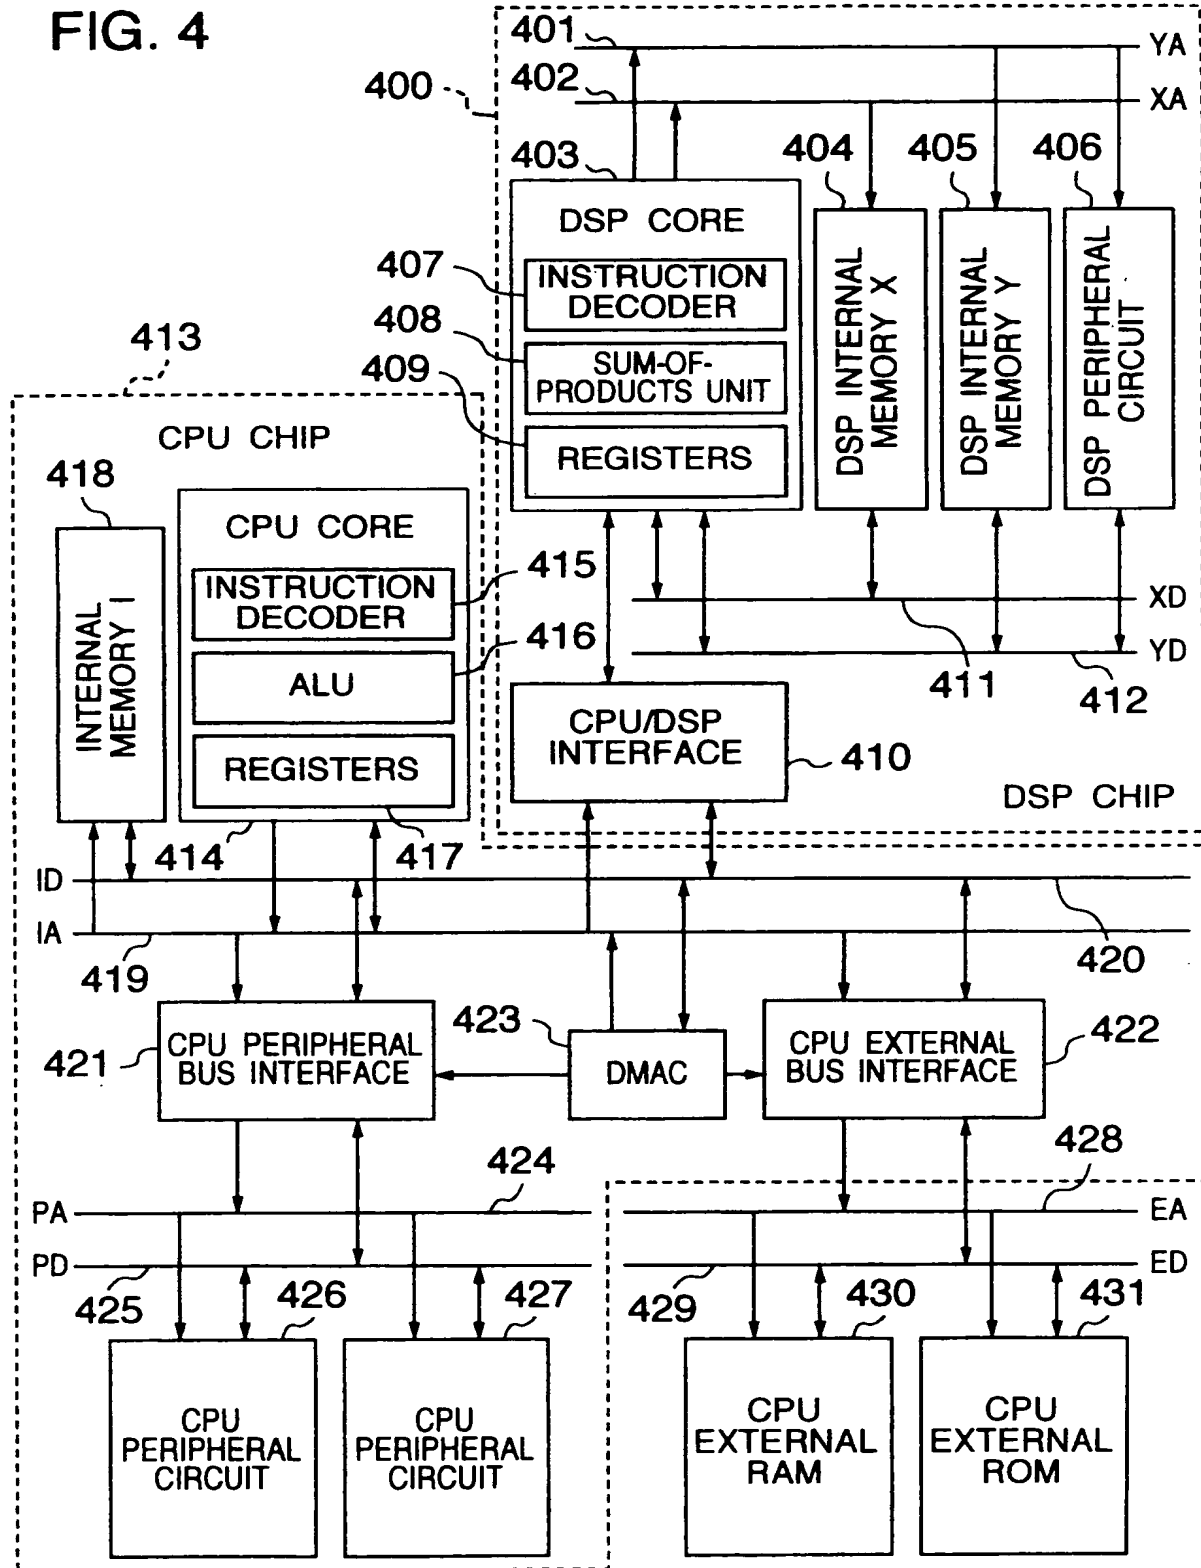 FIG. 4
401
YA
402
XA
400
403
404
405
406
DSP CORE
407
INSTRUCTION
DECODER
408
SUM-OF-
PRODUCTS UNIT
409
REGISTERS
DSP INTERNAL
MEMORY X
DSP INTERNAL
MEMORY Y
DSP PERIPHERAL
CIRCUIT
413
CPU CHIP
418
INTERNAL
MEMORY I
CPU CORE
INSTRUCTION
DECODER
415
ALU
416
REGISTERS
414
417
XD
YD
411
412
CPU/DSP
INTERFACE
410
DSP CHIP
ID
IA
419
420
421
CPU PERIPHERAL
BUS INTERFACE
423
DMAC
CPU EXTERNAL
BUS INTERFACE
422
PA
424
428
EA
PD
ED
425
426
427
429
430
431
CPU
PERIPHERAL
CIRCUIT
CPU
PERIPHERAL
CIRCUIT
CPU
EXTERNAL
RAM
CPU
EXTERNAL
ROM